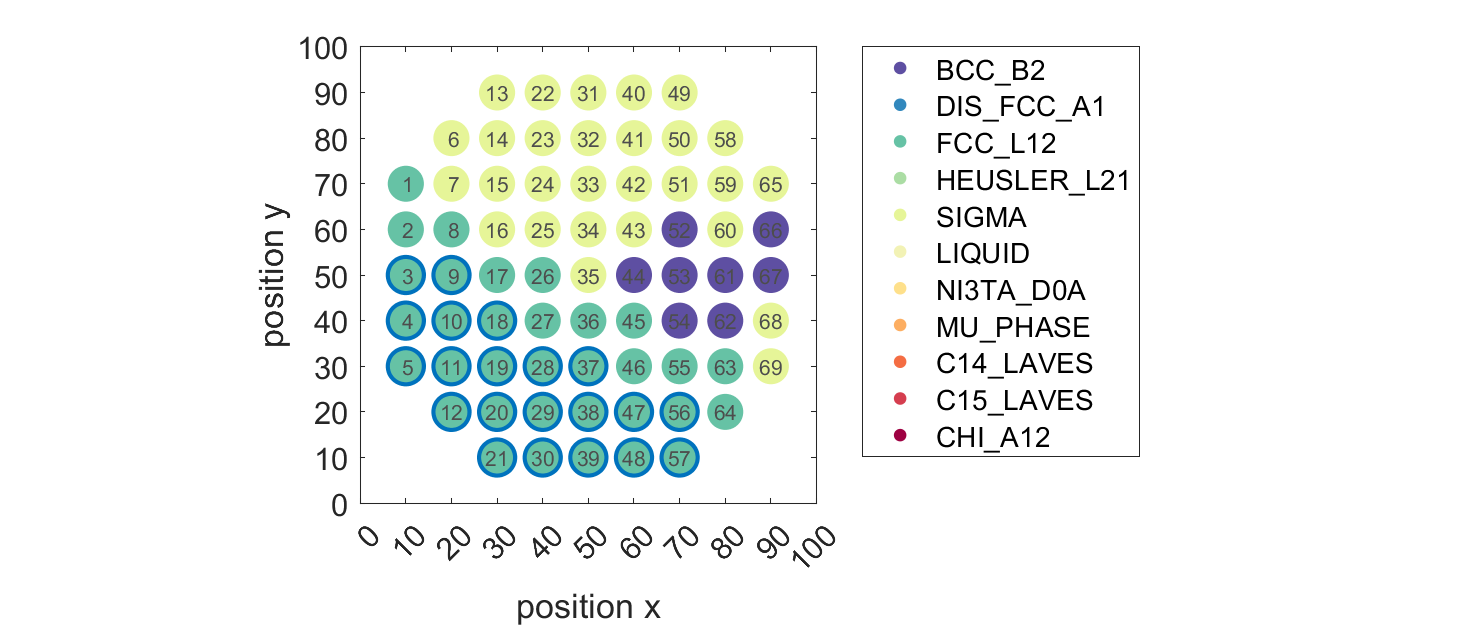 100
90
80
70
60
50
40
30
20
10
0
position y
13 22 31 40 49
6 14 23 32 41 50 58
1 7 15 24 33 42 51 59 65
2 8 16 25 34 43 52 60 66
3 9 17 26 35 44 53 61 67
4 10 18 27 36 45 54 62 68
5 11 19 28 37 46 55 63 69
12 20 29 38 47 56 64
21 30 39 48 57
0 10 20 30 40 50 60 70 80 90 100
position x
BCC_B2
DIS_FCC_A1
FCC_L12
HEUSLER_L21
SIGMA
LIQUID
NI3TA_D0A
MU_PHASE
C14_LAVES
C15_LAVES
CHI_A12